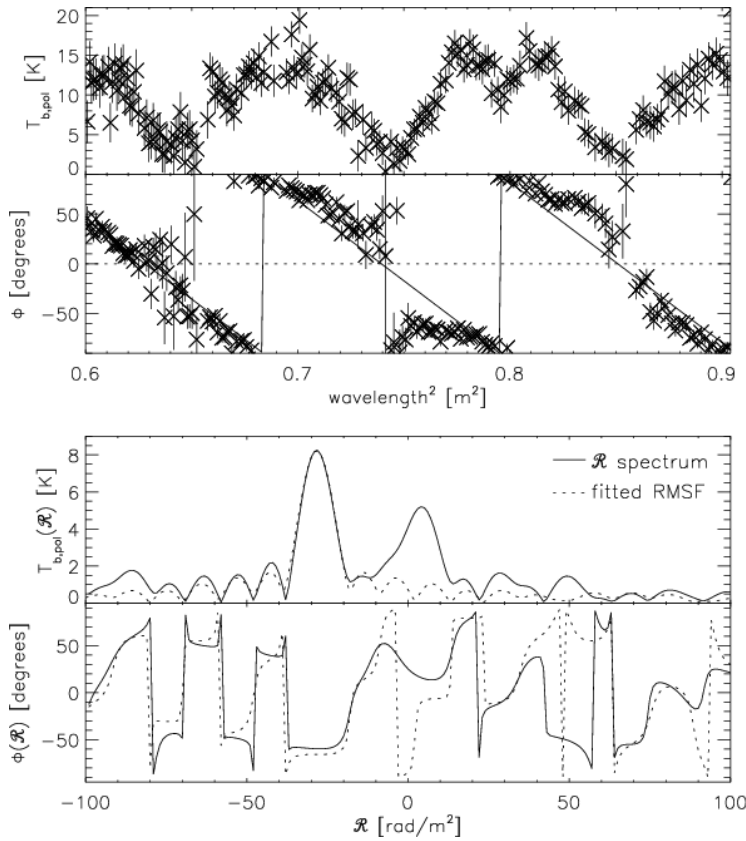 20
15
10
5
0
T_b,pol [K]
50
0
-50
Φ [degrees]
0.6 0.7 0.8 0.9
wavelength² [m²]
8
6
4
2
0
T_b,pol(ℛ) [K]
ℛ spectrum
fitted RMSF
50
0
-50
Φ(ℛ) [degrees]
-100 -50 0 50 100
ℛ [rad/m²]